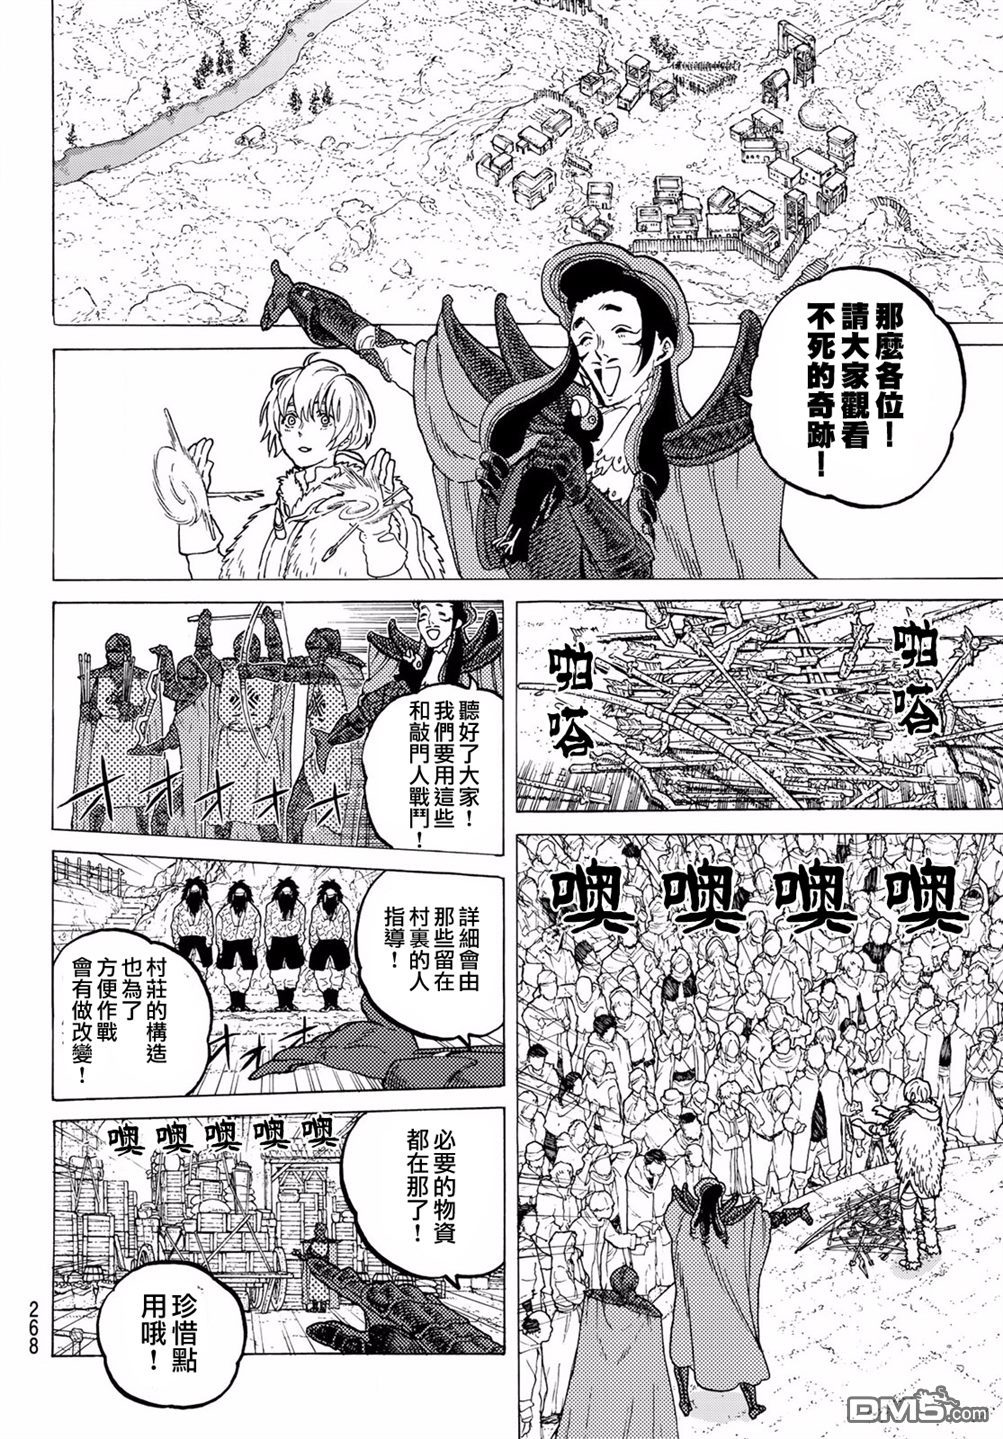 那麼各位！
請大家觀看
不死的奇跡！
啪
嗒
啪
嗒
噢
噢
噢
噢
聽好了大家！
我們要用這些
和敲門人戰鬥！
オオオオ
詳細會由
那些留在
村裏的人
指導！
村莊的構造
也為了
方便作戰
會有做改變！
必要的物資
都在那了！
噢
噢
噢
噢
噢
珍惜點
用哦！
268
DM5.com